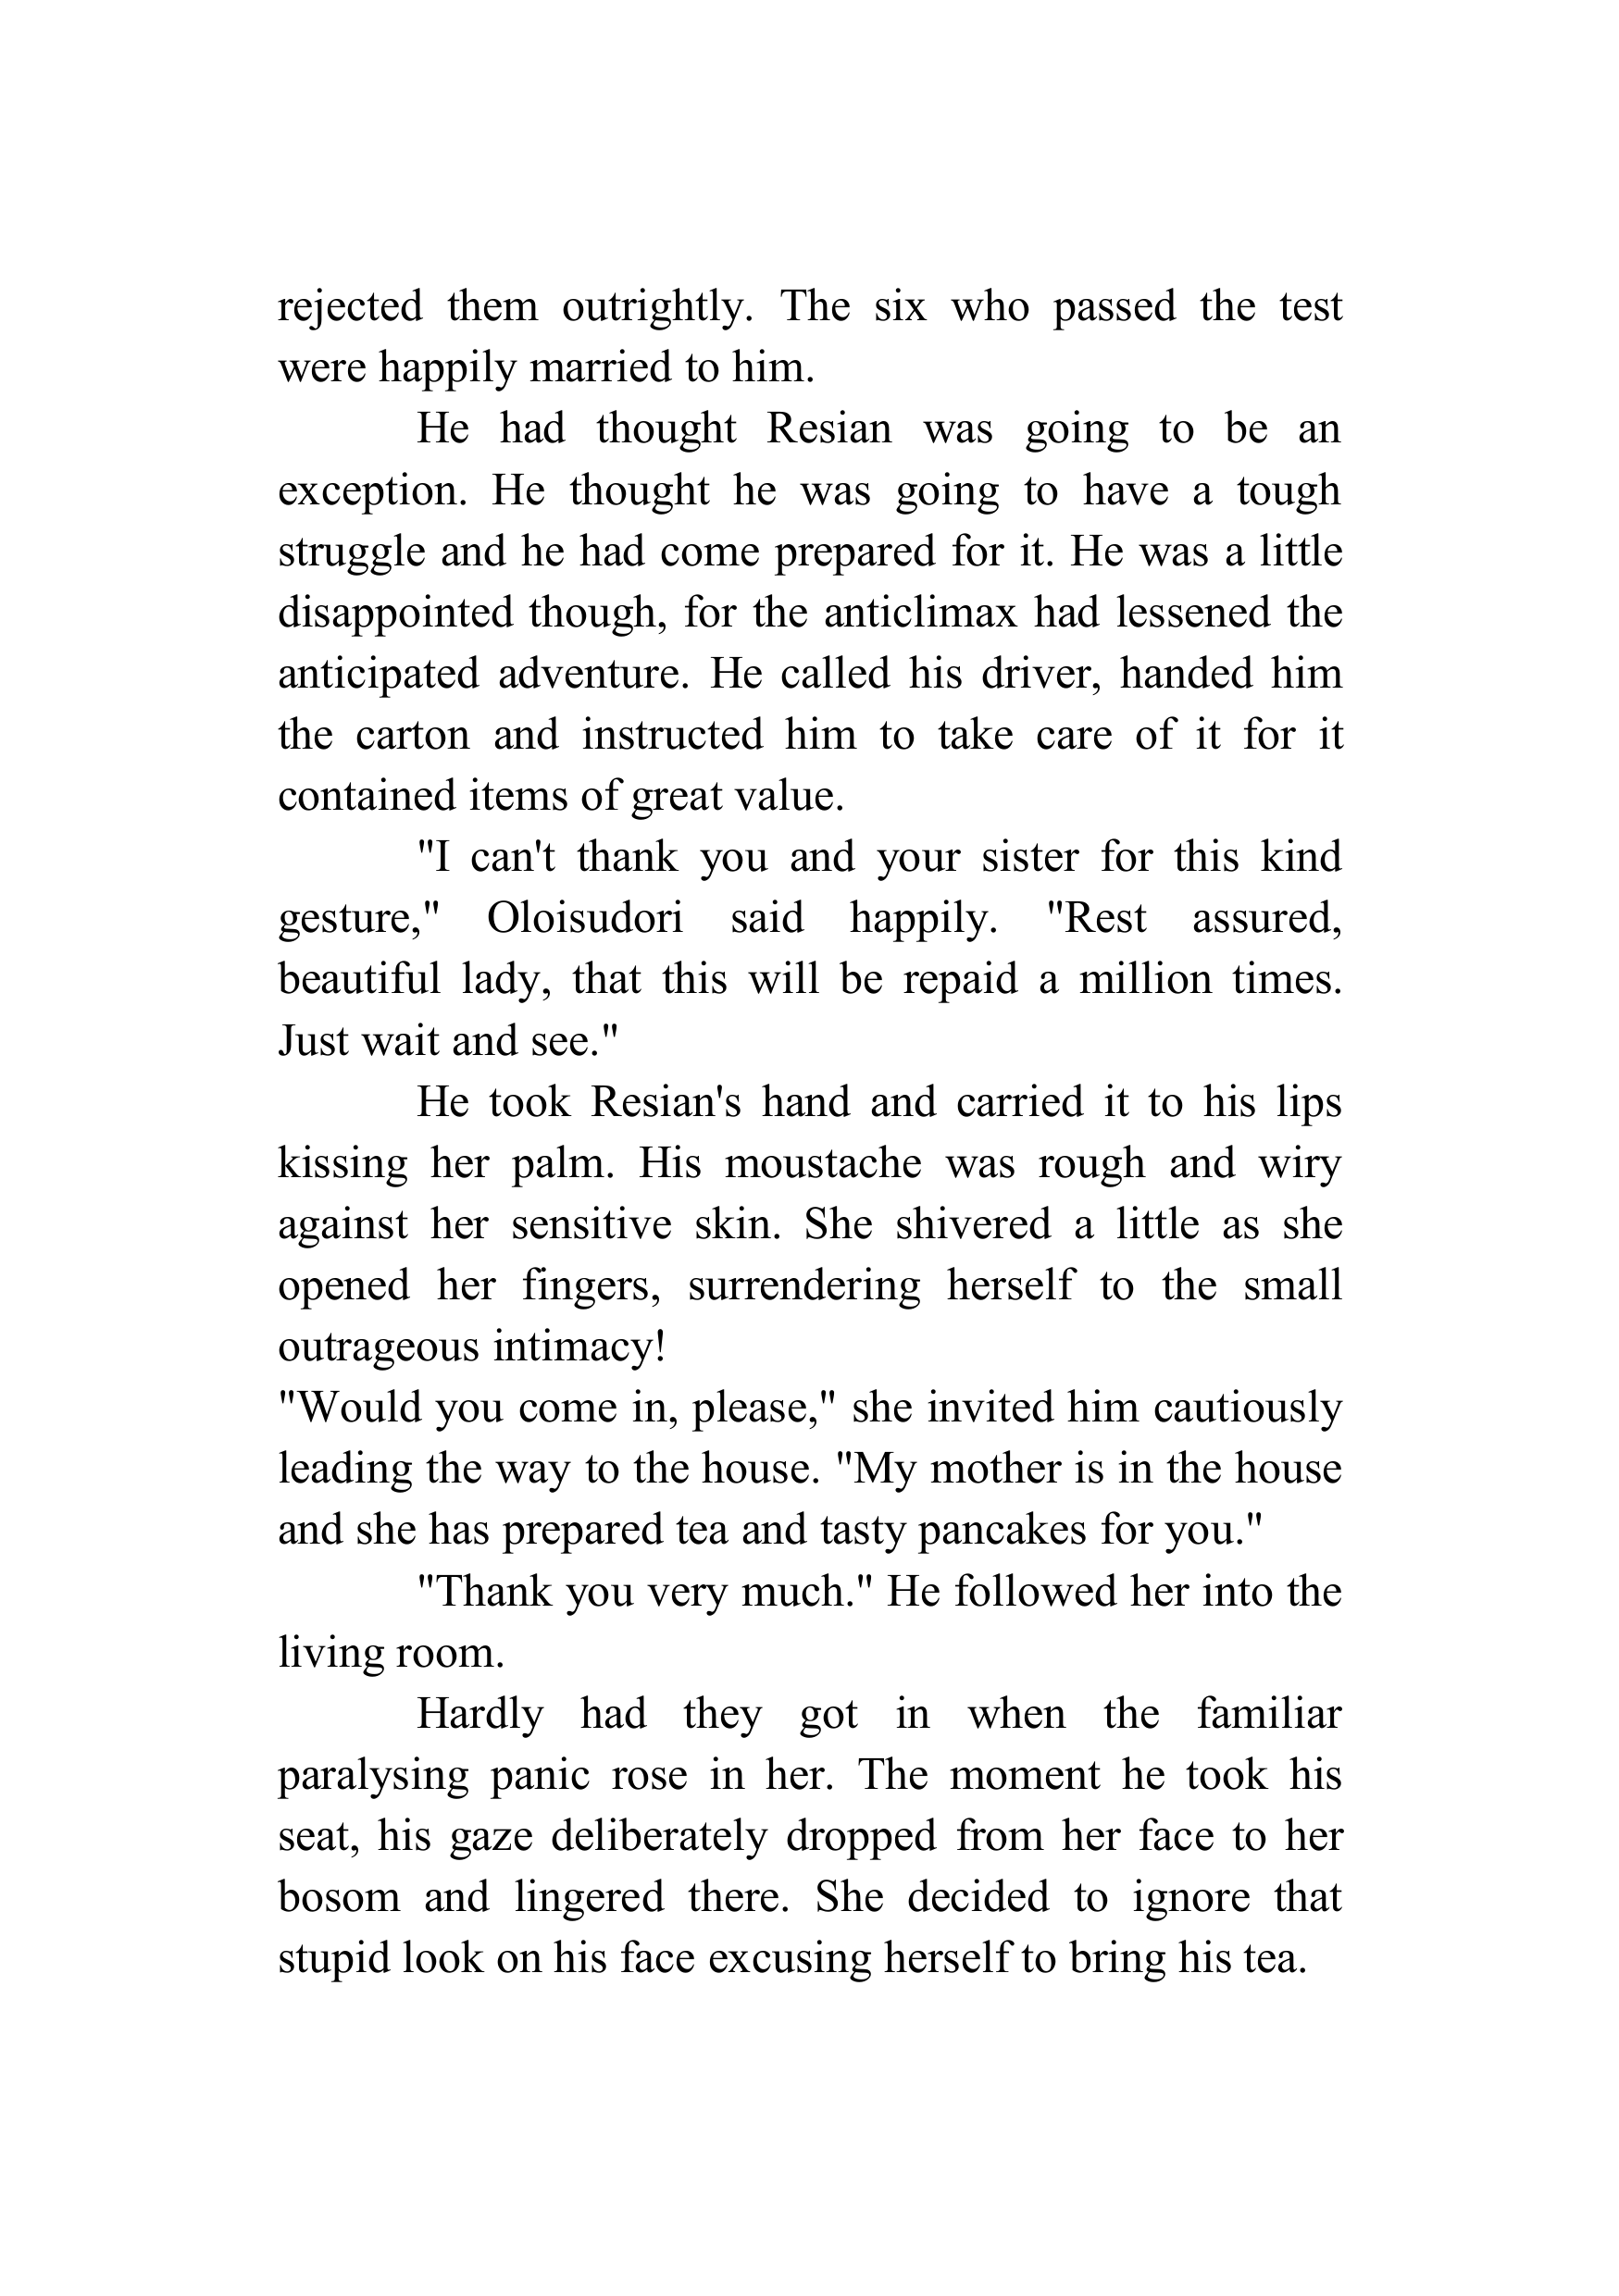 rejected them outrightly. The six who passed the test
were happily married to him.
He had thought Resian was going to be an
exception. He thought he was going to have a tough
struggle and he had come prepared for it. He was a little
disappointed though, for the anticlimax had lessened the
anticipated adventure. He called his driver, handed him
the carton and instructed him to take care of it for it
contained items of great value.
"I can't thank you and your sister for this kind
gesture," Oloisudori said happily. "Rest assured,
beautiful lady, that this will be repaid a million times.
Just wait and see."
He took Resian's hand and carried it to his lips
kissing her palm. His moustache was rough and wiry
against her sensitive skin. She shivered a little as she
opened her fingers, surrendering herself to the small
outrageous intimacy!
"Would you come in, please," she invited him cautiously
leading the way to the house. "My mother is in the house
and she has prepared tea and tasty pancakes for you."
"Thank you very much." He followed her into the
living room.
Hardly had they got in when the familiar
paralysing panic rose in her. The moment he took his
seat, his gaze deliberately dropped from her face to her
bosom and lingered there. She decided to ignore that
stupid look on his face excusing herself to bring his tea.